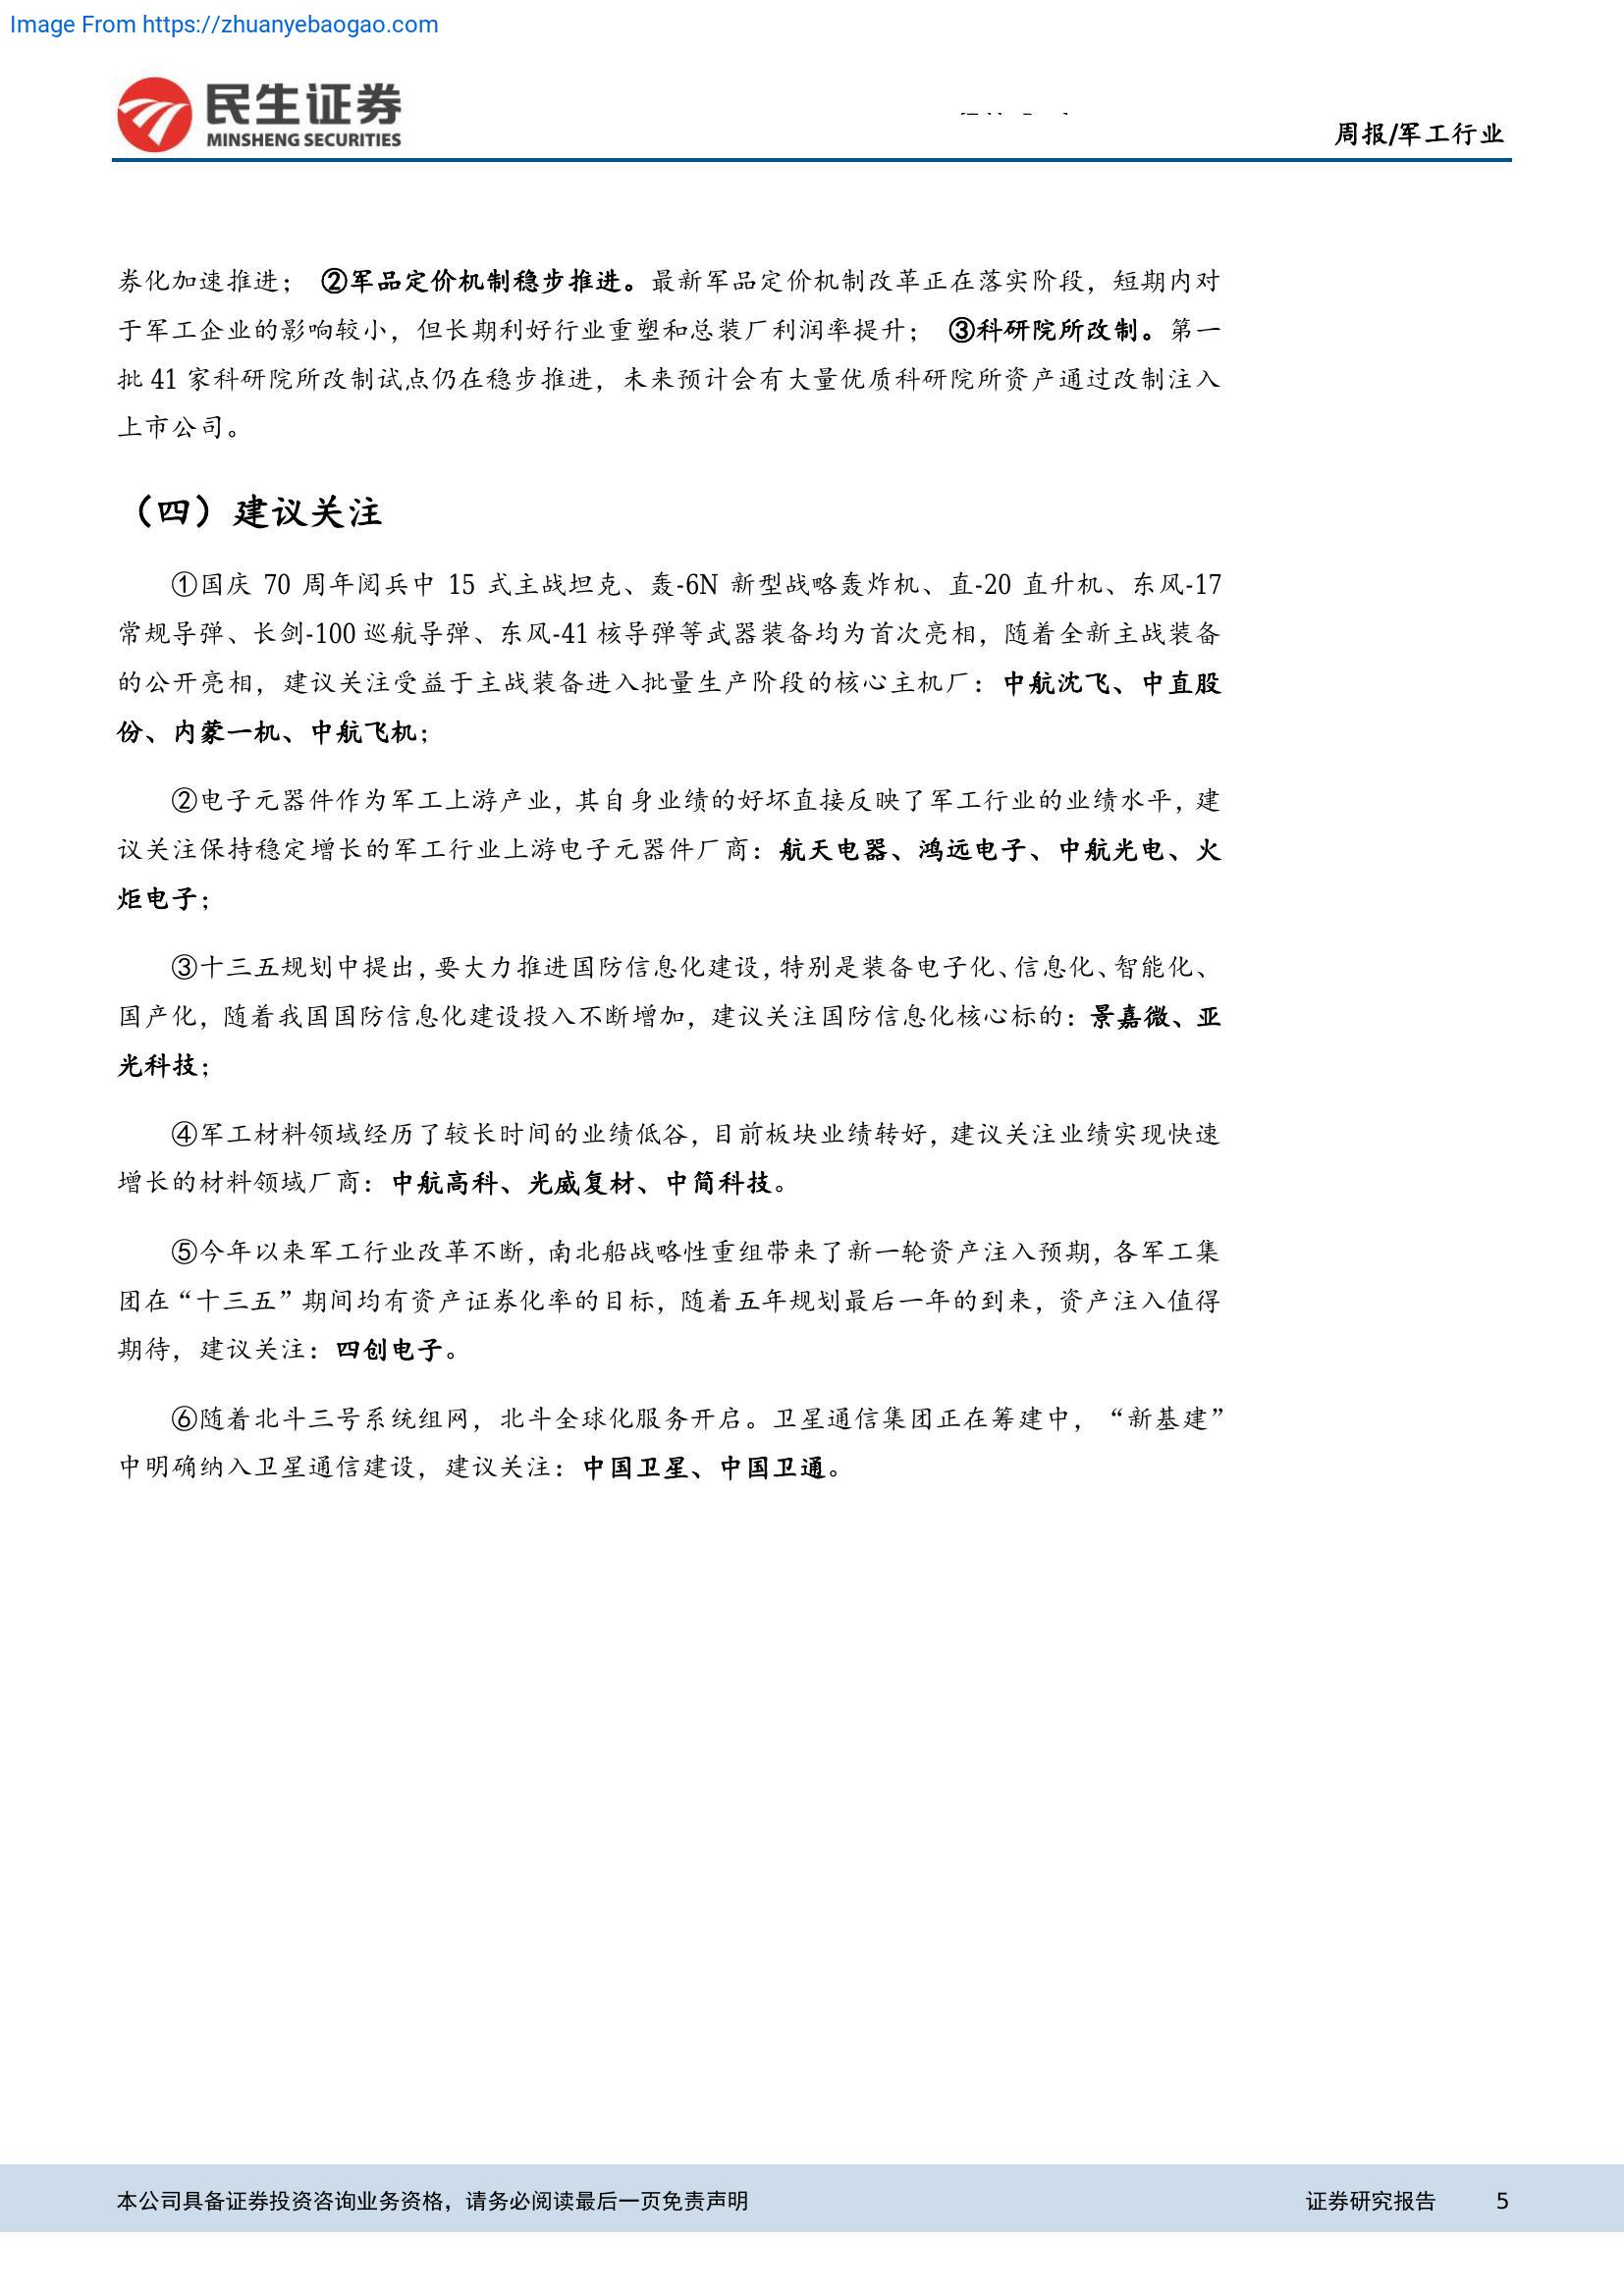 Image From https://zhuanyebaogao.com
民生证券
MINSHENG SECURITIES
周报/军工行业
券化加速推进； ②军品定价机制稳步推进。最新军品定价机制改革正在落实阶段，短期内对
于军工企业的影响较小，但长期利好行业重塑和总装厂利润率提升； ③科研院所改制。第一
批 41 家科研院所改制试点仍在稳步推进，未来预计会有大量优质科研院所资产通过改制注入
上市公司。
（四）建议关注
①国庆 70 周年阅兵中 15 式主战坦克、轰-6N 新型战略轰炸机、直-20 直升机、东风-17
常规导弹、长剑-100 巡航导弹、东风-41 核导弹等武器装备均为首次亮相，随着全新主战装备
的公开亮相，建议关注受益于主战装备进入批量生产阶段的核心主机厂：中航沈飞、中直股
份、内蒙一机、中航飞机；
②电子元器件作为军工上游产业，其自身业绩的好坏直接反映了军工行业的业绩水平，建
议关注保持稳定增长的军工行业上游电子元器件厂商：航天电器、鸿远电子、中航光电、火
炬电子；
③十三五规划中提出，要大力推进国防信息化建设，特别是装备电子化、信息化、智能化、
国产化，随着我国国防信息化建设投入不断增加，建议关注国防信息化核心标的：景嘉微、亚
光科技；
④军工材料领域经历了较长时间的业绩低谷，目前板块业绩转好，建议关注业绩实现快速
增长的材料领域厂商：中航高科、光威复材、中简科技。
⑤今年以来军工行业改革不断，南北船战略性重组带来了新一轮资产注入预期，各军工集
团在“十三五”期间均有资产证券化率的目标，随着五年规划最后一年的到来，资产注入值得
期待，建议关注：四创电子。
⑥随着北斗三号系统组网，北斗全球化服务开启。卫星通信集团正在筹建中，“新基建”
中明确纳入卫星通信建设，建议关注：中国卫星、中国卫通。
本公司具备证券投资咨询业务资格，请务必阅读最后一页免责声明
证券研究报告 5